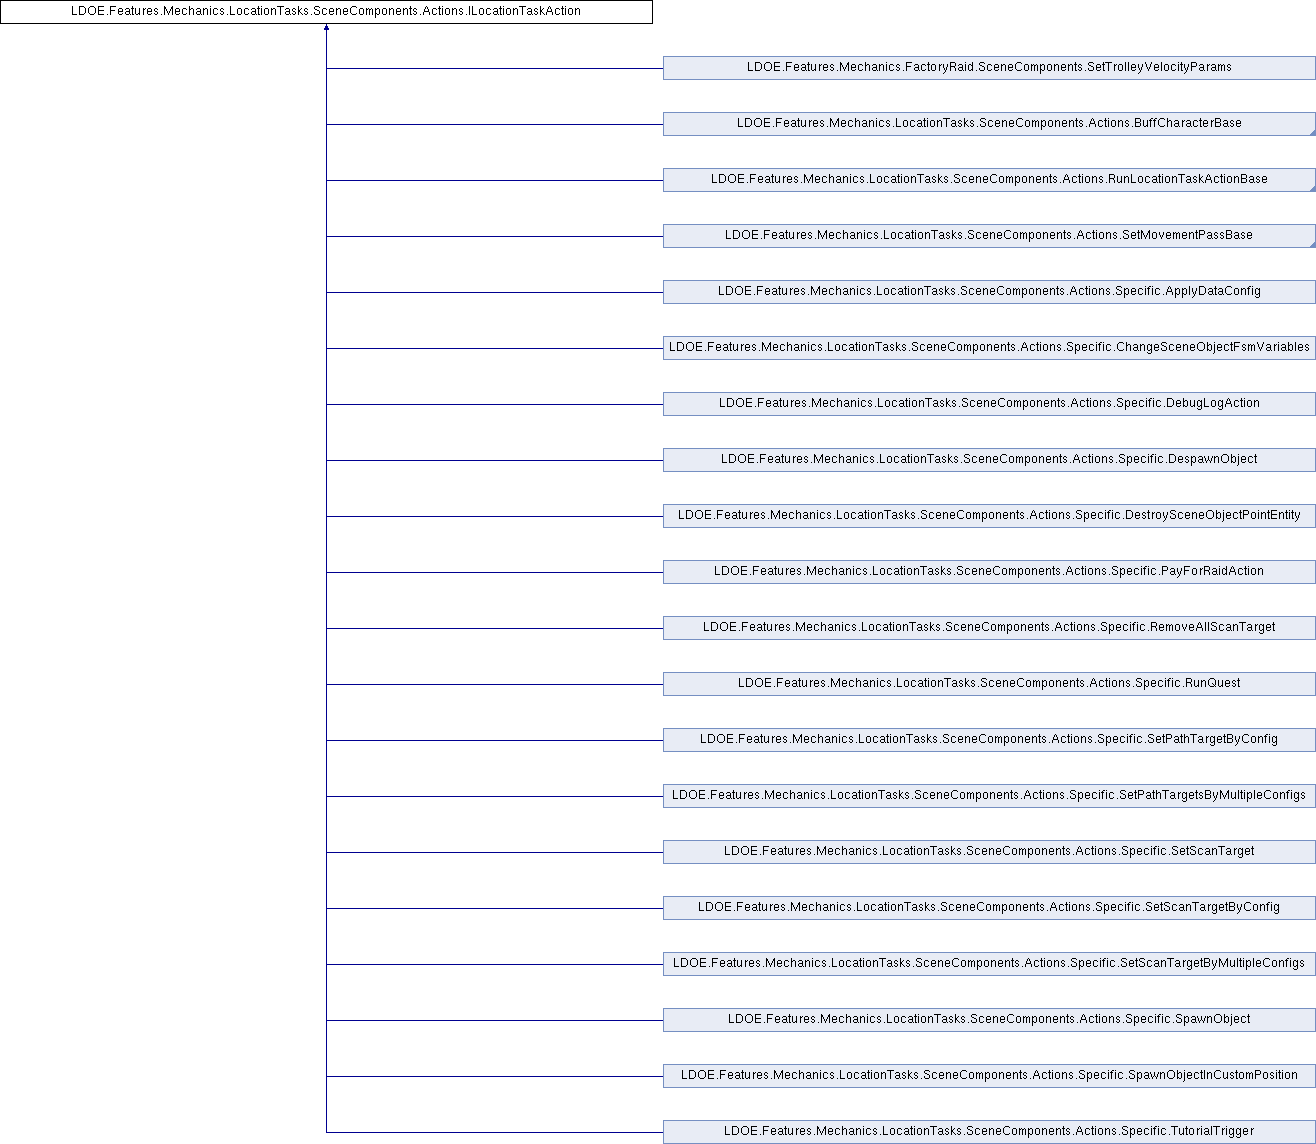 LDOE.Features.Mechanics.LocationTasks.SceneComponents.Actions.ILocationTaskAction
LDOE.Features.Mechanics.FactoryRaid.SceneComponents.SetTrolleyVelocityParams
LDOE.Features.Mechanics.LocationTasks.SceneComponents.Actions.BuffCharacterBase
LDOE.Features.Mechanics.LocationTasks.SceneComponents.Actions.RunLocationTaskActionBase
LDOE.Features.Mechanics.LocationTasks.SceneComponents.Actions.SetMovementPassBase
LDOE.Features.Mechanics.LocationTasks.SceneComponents.Actions.Specific.ApplyDataConfig
LDOE.Features.Mechanics.LocationTasks.SceneComponents.Actions.Specific.ChangeSceneObjectFsmVariables
LDOE.Features.Mechanics.LocationTasks.SceneComponents.Actions.Specific.DebugLogAction
LDOE.Features.Mechanics.LocationTasks.SceneComponents.Actions.Specific.DespawnObject
LDOE.Features.Mechanics.LocationTasks.SceneComponents.Actions.Specific.DestroySceneObjectPointEntity
LDOE.Features.Mechanics.LocationTasks.SceneComponents.Actions.Specific.PayForRaidAction
LDOE.Features.Mechanics.LocationTasks.SceneComponents.Actions.Specific.RemoveAllScanTarget
LDOE.Features.Mechanics.LocationTasks.SceneComponents.Actions.Specific.RunQuest
LDOE.Features.Mechanics.LocationTasks.SceneComponents.Actions.Specific.SetPathTargetByConfig
LDOE.Features.Mechanics.LocationTasks.SceneComponents.Actions.Specific.SetPathTargetsByMultipleConfigs
LDOE.Features.Mechanics.LocationTasks.SceneComponents.Actions.Specific.SetScanTarget
LDOE.Features.Mechanics.LocationTasks.SceneComponents.Actions.Specific.SetScanTargetByConfig
LDOE.Features.Mechanics.LocationTasks.SceneComponents.Actions.Specific.SetScanTargetByMultipleConfigs
LDOE.Features.Mechanics.LocationTasks.SceneComponents.Actions.Specific.SpawnObject
LDOE.Features.Mechanics.LocationTasks.SceneComponents.Actions.Specific.SpawnObjectInCustomPosition
LDOE.Features.Mechanics.LocationTasks.SceneComponents.Actions.Specific.TutorialTrigger